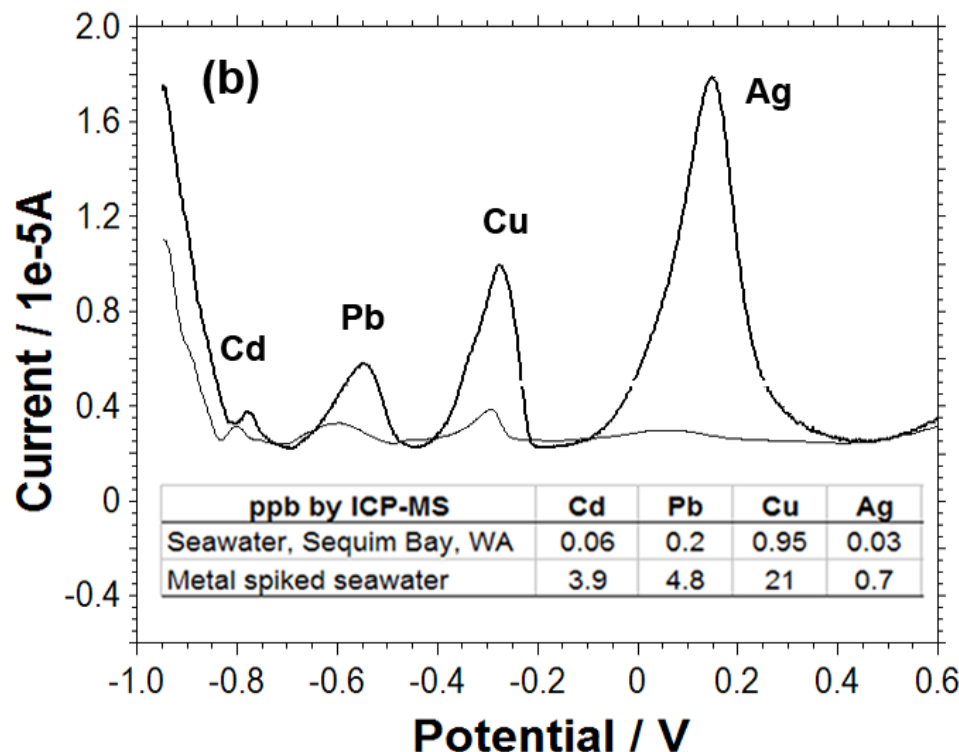 (b)
Ag
Cu
Pb
Cd
Current / 1e-5A
2.0
1.6
1.2
0.8
0.4
0
-0.4
ppb by ICP-MS Cd Pb Cu Ag
Seawater, Sequim Bay, WA 0.06 0.2 0.95 0.03
Metal spiked seawater 3.9 4.8 21 0.7
-1.0 -0.8 -0.6 -0.4 -0.2 0 0.2 0.4 0.6
Potential / V